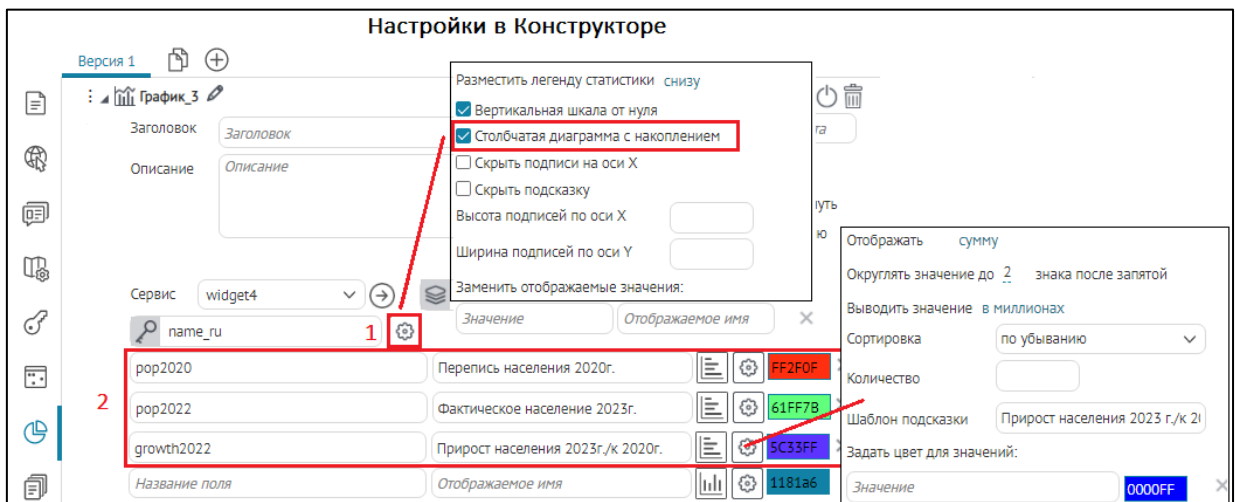 Настройки в Конструкторе
Версия 1
График_3
Заголовок
Заголовок
Описание
Описание
Разместить легенду статистики снизу
Вертикальная шкала от нуля
Столбчатая диаграмма с накоплением
Скрыть подписи на оси X
Скрыть подсказку
Высота подписей по оси X
Ширина подписей по оси Y
Заменить отображаемые значения:
Значение
Отображаемое имя
Сервис
widget4
name_ru
1
2
pop2020
Перепись населения 2020г.
FF2F0F
pop2022
Фактическое население 2023г.
61FF7B
growth2022
Прирост населения 2023г./к 2020г.
5C33FF
Название поля
Отображаемое имя
1181a6
Отображать сумму
Округлять значение до 2 знака после запятой
Выводить значение в миллионах
Сортировка
по убыванию
Количество
Шаблон подсказки
Прирост населения 2023 г./к 2
Задать цвет для значений:
Значение
0000FF